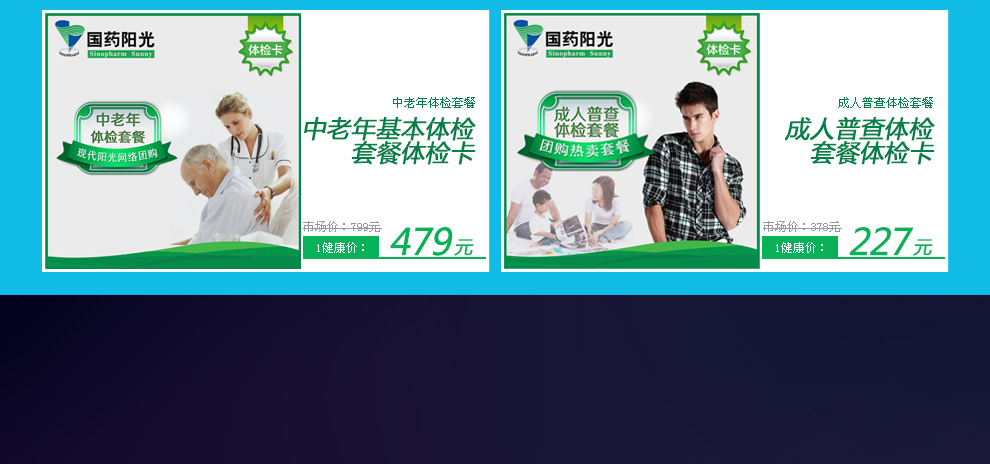 国药阳光
Sinopharm Sunny
体检卡
中老年
体检套餐
现代阳光网络团购
中老年体检套餐
中老年基本体检
套餐体检卡
市场价：799元
1健康价：
479元
国药阳光
Sinopharm Sunny
体检卡
成人普查
体检套餐
团购热卖套餐
成人普查体检套餐
成人普查体检
套餐体检卡
市场价：378元
1健康价：
227元